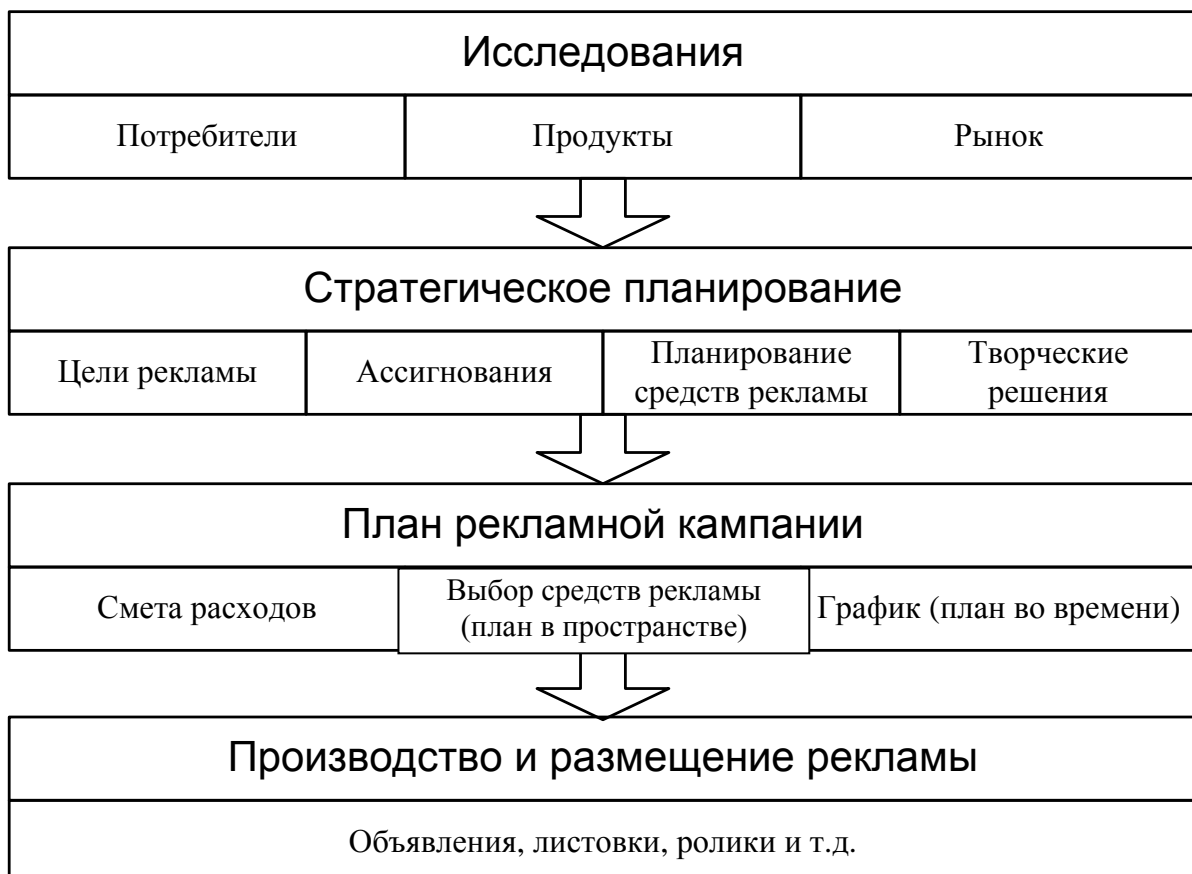 Исследования
Потребители
Продукты
Рынок
Стратегическое планирование
Цели рекламы
Ассигнования
Планирование
средств рекламы
Творческие
решения
План рекламной кампании
Смета расходов
Выбор средств рекламы
(план в пространстве)
График (план во времени)
Производство и размещение рекламы
Объявления, листовки, ролики и т.д.